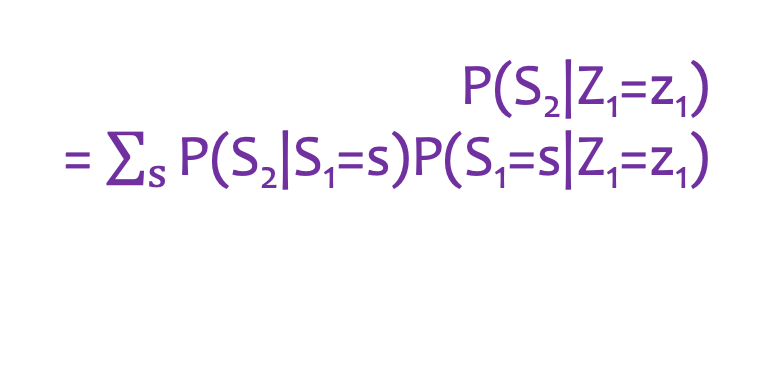 P(S₂|Z₁=z₁)
= ∑ₛ P(S₂|S₁=s)P(S₁=s|Z₁=z₁)